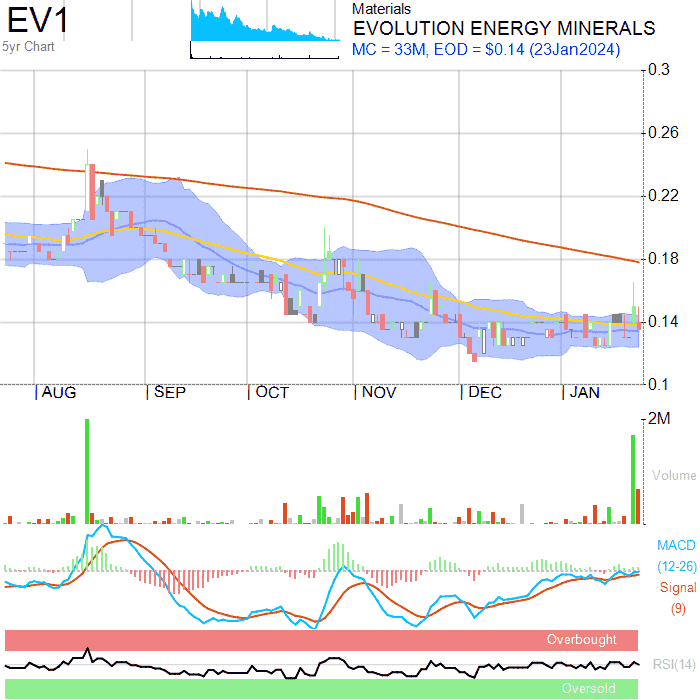 EV1
5yr Chart
Materials
EVOLUTION ENERGY MINERALS
MC = 33M, EOD = $0.14 (23Jan2024)
0.3
0.26
0.22
0.18
0.14
0.1
AUG SEP OCT NOV DEC JAN
2M
Volume
MACD
(12-26)
Signal
(9)
Overbought
RSI(14)
Oversold